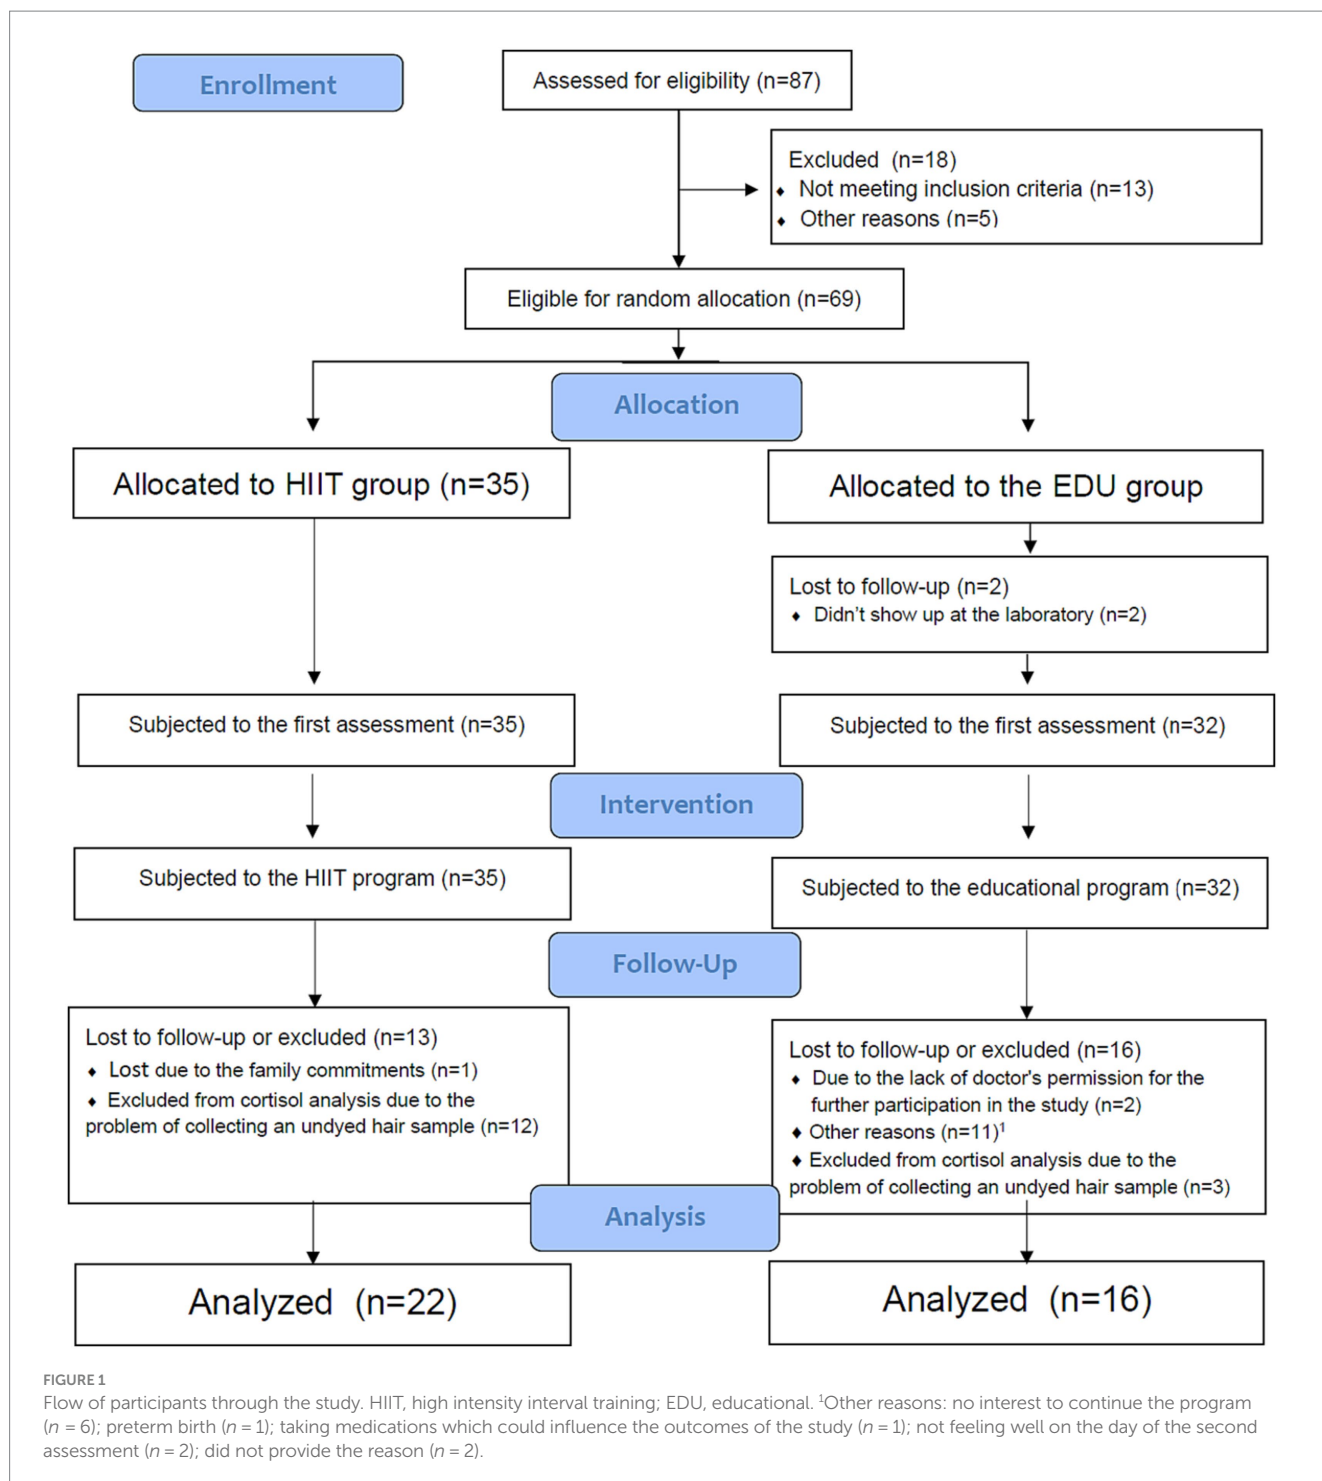 Enrollment
Assessed for eligibility (n=87)
Excluded (n=18)
♦ Not meeting inclusion criteria (n=13)
♦ Other reasons (n=5)
Eligible for random allocation (n=69)
Allocation
Allocated to HIIT group (n=35)
Allocated to the EDU group
Lost to follow-up (n=2)
♦ Didn't show up at the laboratory (n=2)
Subjected to the first assessment (n=35)
Subjected to the first assessment (n=32)
Intervention
Subjected to the HIIT program (n=35)
Subjected to the educational program (n=32)
Follow-Up
Lost to follow-up or excluded (n=13)
♦ Lost due to the family commitments (n=1)
♦ Excluded from cortisol analysis due to the
problem of collecting an undyed hair sample (n=12)
Lost to follow-up or excluded (n=16)
♦ Due to the lack of doctor's permission for the
further participation in the study (n=2)
♦ Other reasons (n=11)¹
♦ Excluded from cortisol analysis due to the
problem of collecting an undyed hair sample (n=3)
Analysis
Analyzed (n=22)
Analyzed (n=16)
FIGURE 1
Flow of participants through the study. HIIT, high intensity interval training; EDU, educational. ¹Other reasons: no interest to continue the program
(n = 6); preterm birth (n = 1); taking medications which could influence the outcomes of the study (n = 1); not feeling well on the day of the second
assessment (n = 2); did not provide the reason (n = 2).